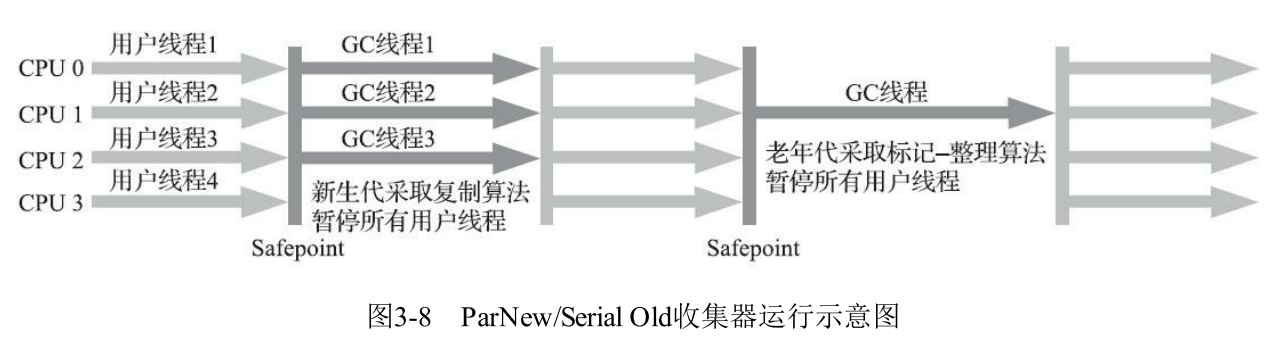 用户线程1
GC线程1
CPU 0
用户线程2
GC线程2
GC线程
CPU 1
用户线程3
GC线程3
CPU 2
老年代采取标记–整理算法
暂停所有用户线程
用户线程4
CPU 3
新生代采取复制算法
暂停所有用户线程
Safepoint
Safepoint
图3-8 ParNew/Serial Old收集器运行示意图